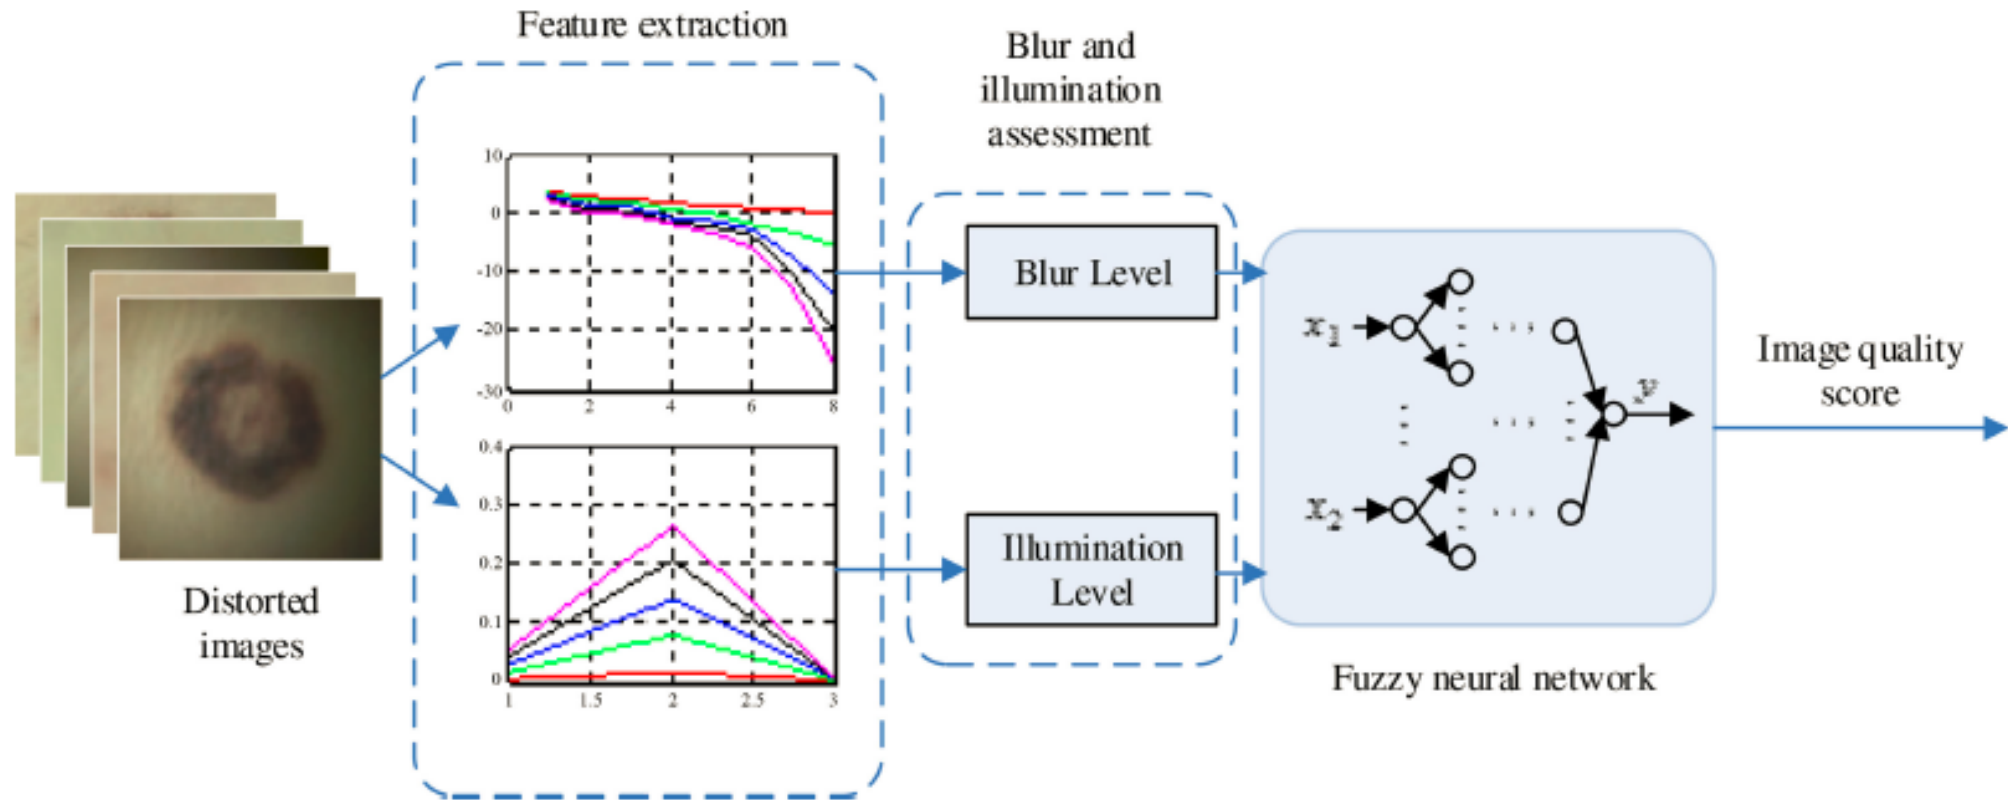 Feature extraction
Blur and
illumination
assessment
10
0
-10
-20
-30
0
2
4
6
8
0.4
0.3
0.2
0.1
0
1
1.5
2
2.5
3
Distorted
images
Blur Level
Illumination
Level
x1
x2
Fuzzy neural network
Image quality
score